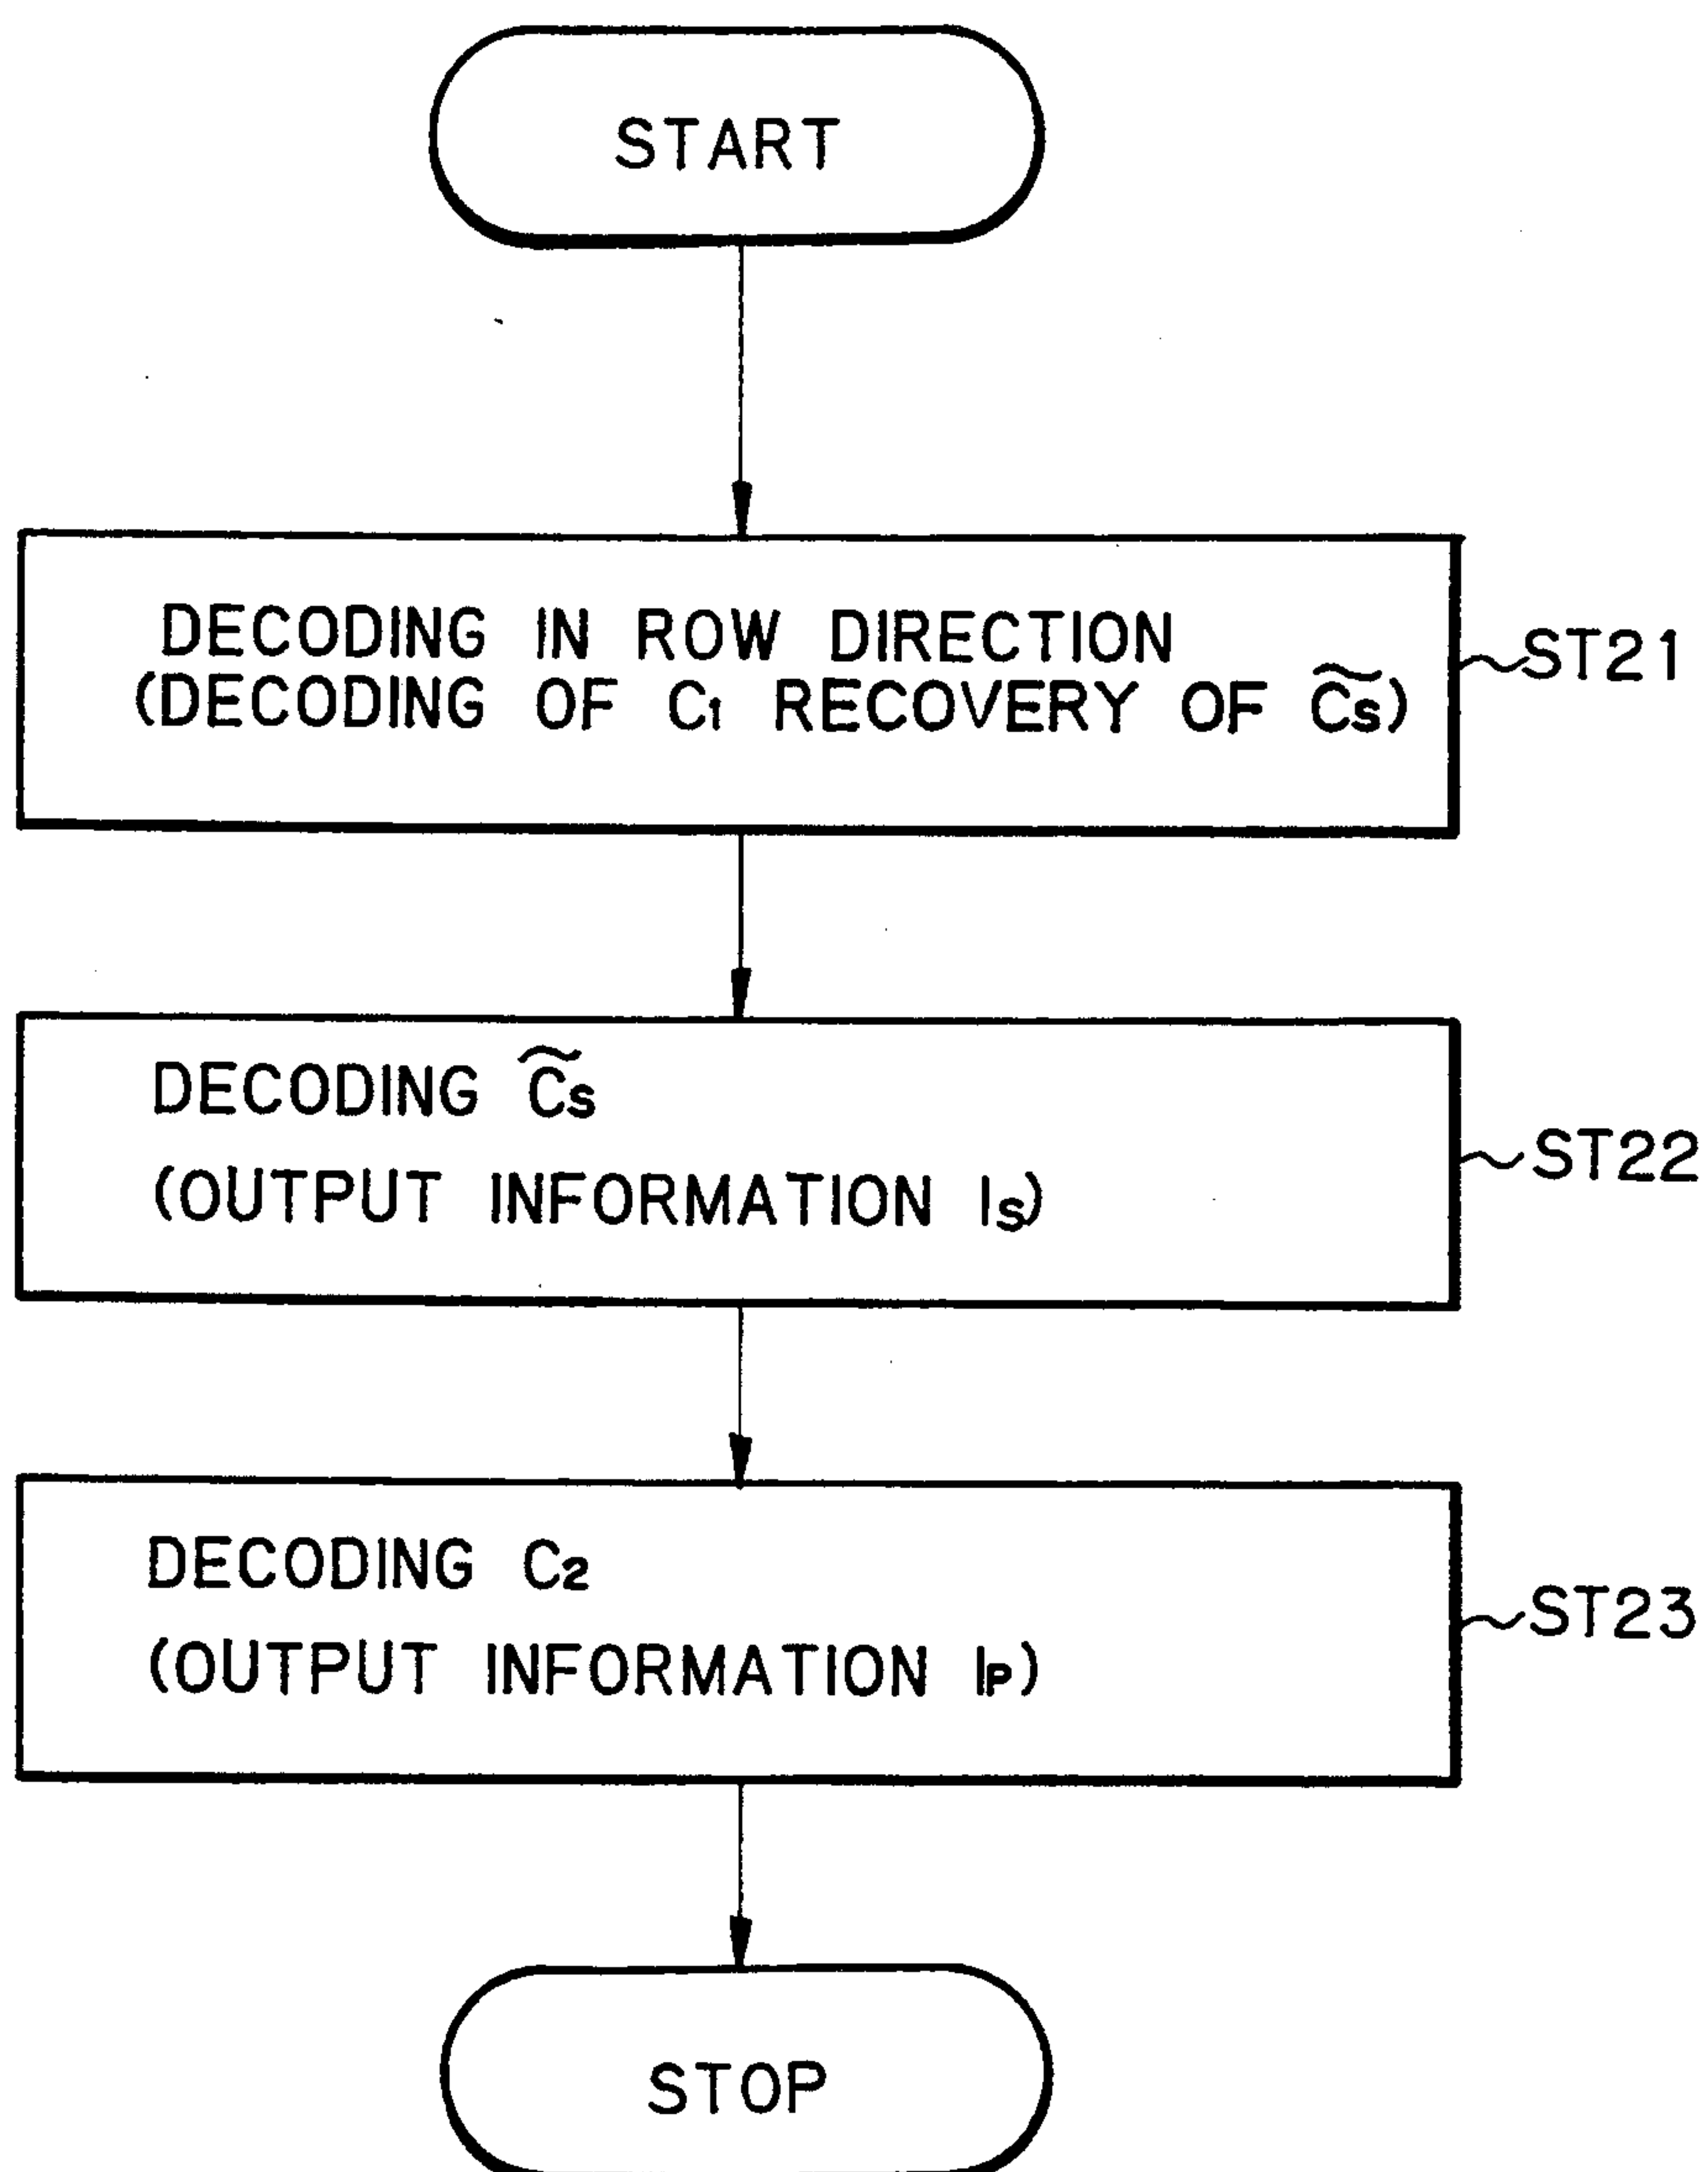 START
DECODING IN ROW DIRECTION
(DECODING OF C₁ RECOVERY OF C̃s)
ST21
DECODING C̃s
(OUTPUT INFORMATION Is)
ST22
DECODING C₂
(OUTPUT INFORMATION IP)
ST23
STOP